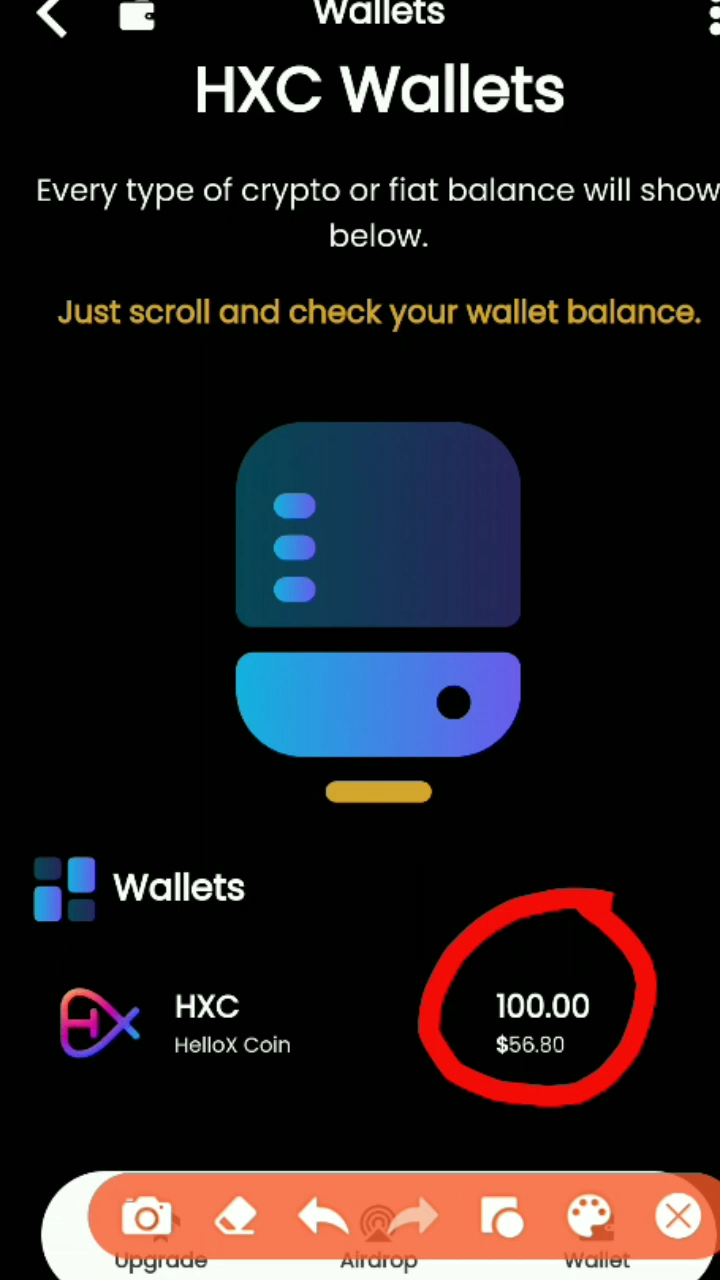 Wallets
HXC Wallets
Every type of crypto or fiat balance will show
below.
Just scroll and check your wallet balance.
Wallets
HXC
100.00
HelloX Coin
$56.80
Upgrade
Airdrop
Wallet